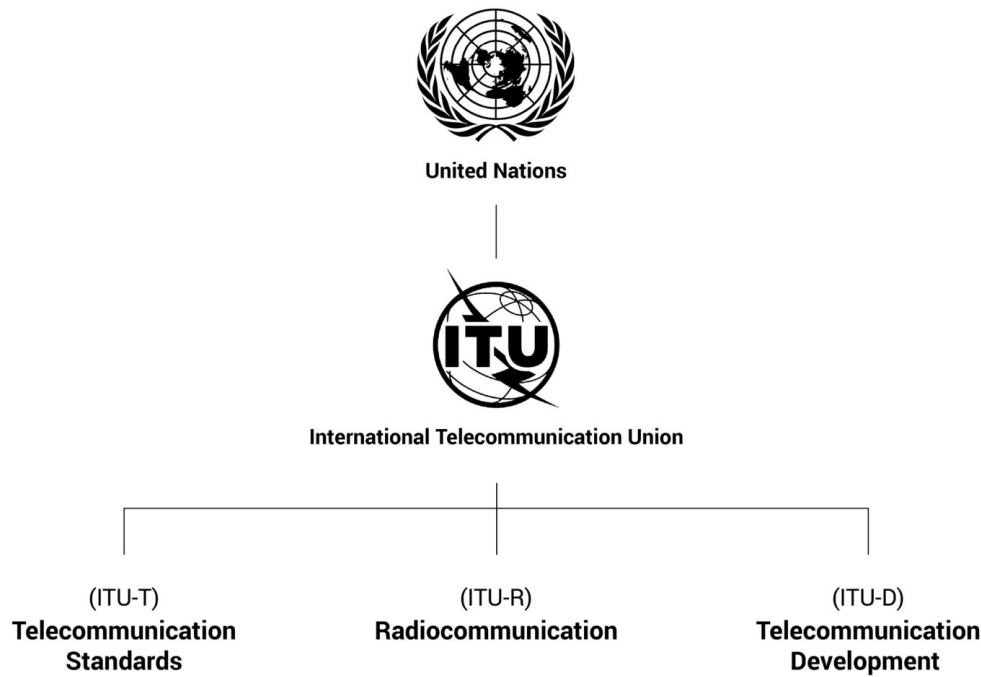 United Nations
ITU
International Telecommunication Union
(ITU-T)
Telecommunication
Standards
(ITU-R)
Radiocommunication
(ITU-D)
Telecommunication
Development